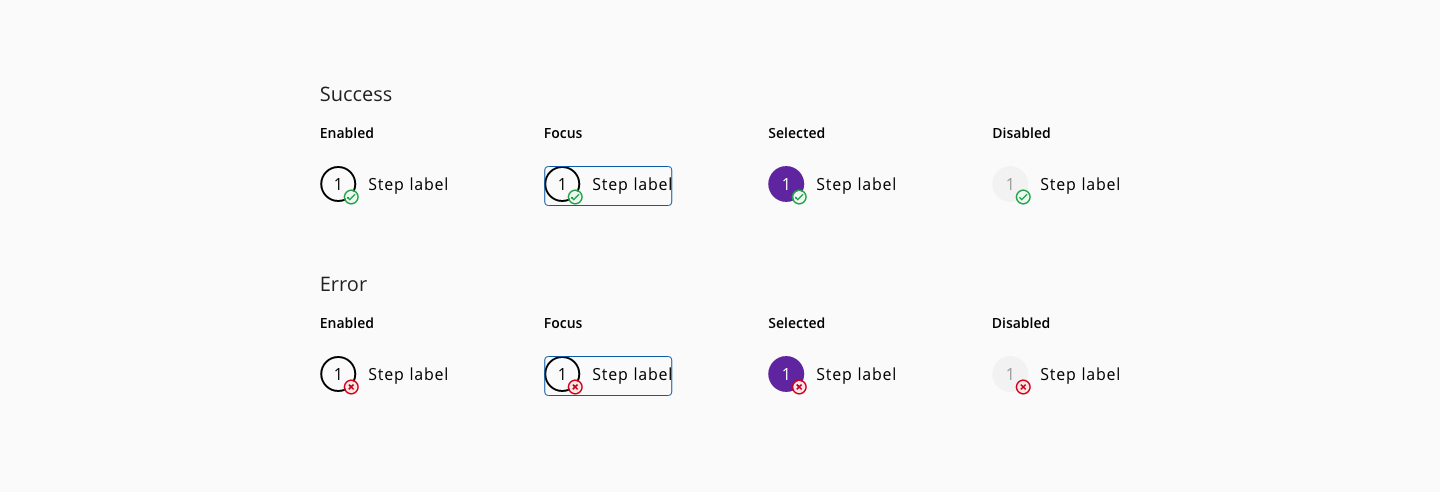 Success
Enabled Focus Selected Disabled
1 Step label 1 Step label 1 Step label 1 Step label
Error
Enabled Focus Selected Disabled
1 Step label 1 Step label 1 Step label 1 Step label